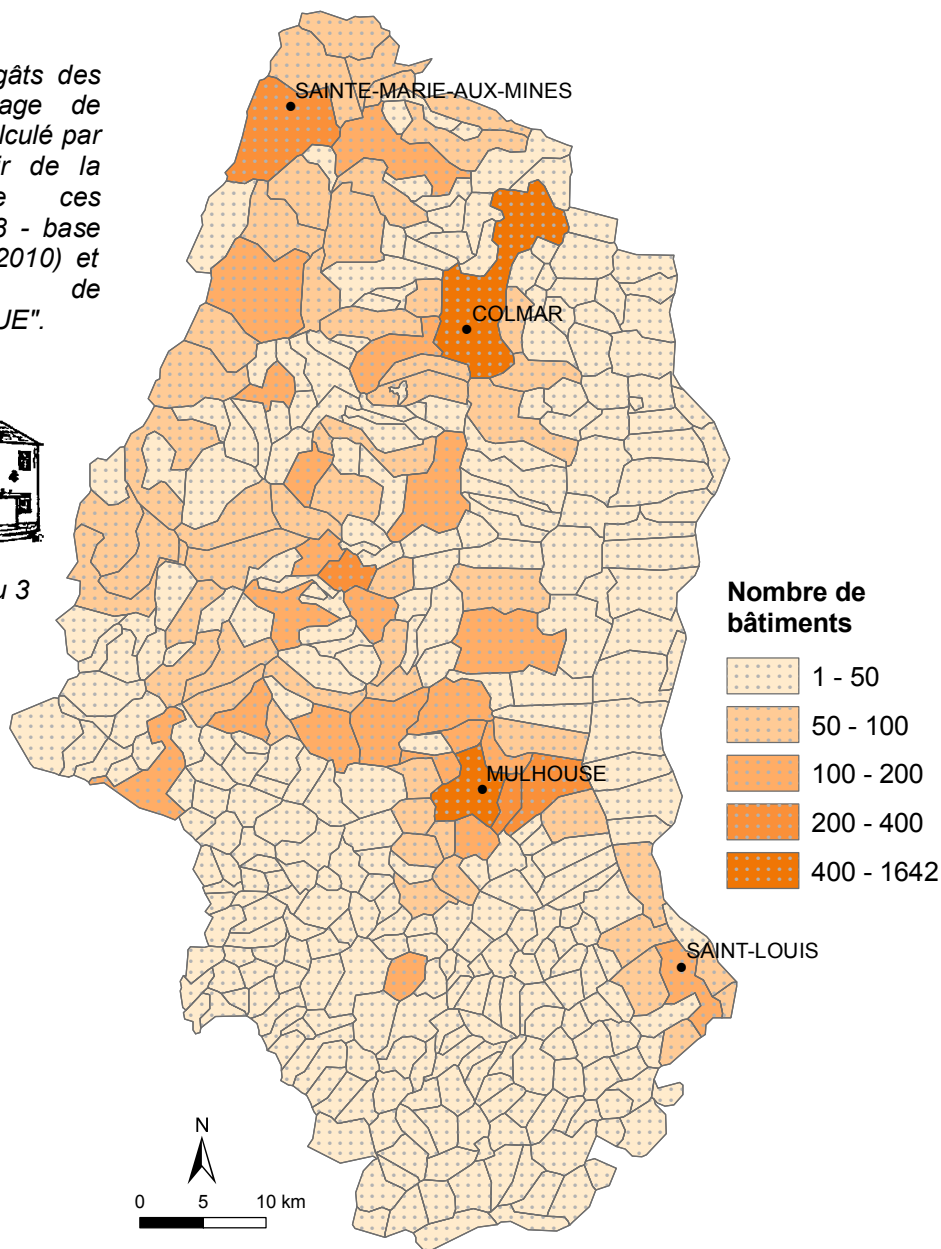 gâts des
age de
lculé par
ir de la
e ces
3 - base
2010) et
de
UE".
u 3
SAINTE-MARIE-AUX-MINES
COLMAR
MULHOUSE
SAINT-LOUIS
Nombre de
bâtiments
1 - 50
50 - 100
100 - 200
200 - 400
400 - 1642
N
0 5 10 km